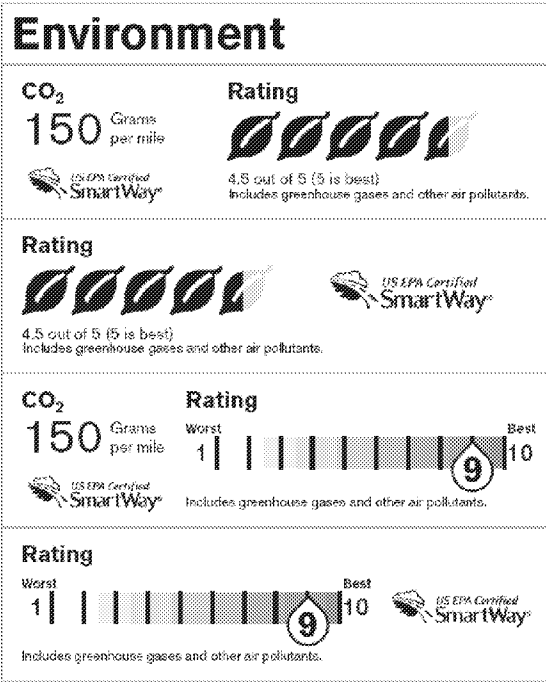 Environment
CO2
150 Grams per mile
US EPA Certified
SmartWay
Rating
4.5 out of 5 (5 is best)
Includes greenhouse gases and other air pollutants.
Rating
4.5 out of 5 (5 is best)
Includes greenhouse gases and other air pollutants.
US EPA Certified
SmartWay
CO2
150 Grams per mile
US EPA Certified
SmartWay
Rating
Worst Best
1 9 10
Includes greenhouse gases and other air pollutants.
Rating
Worst Best
1 9 10
Includes greenhouse gases and other air pollutants.
US EPA Certified
SmartWay